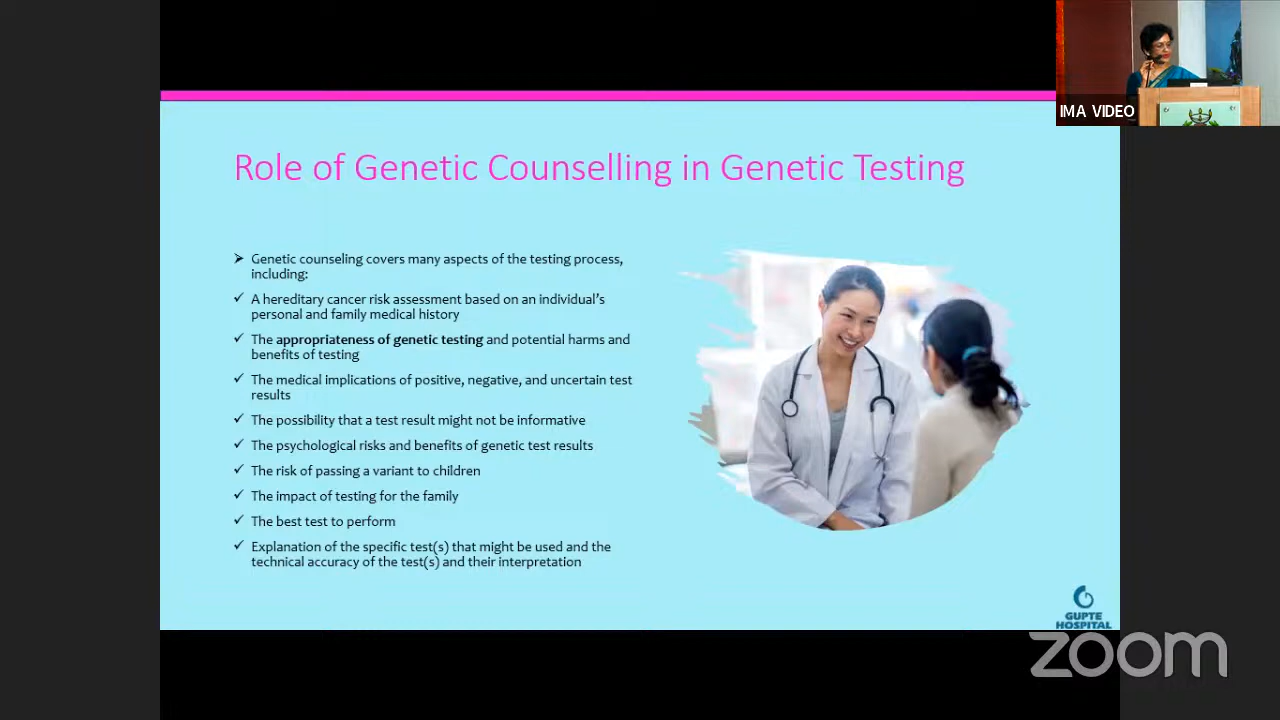 IMA VIDEO
Role of Genetic Counselling in Genetic Testing
Genetic counseling covers many aspects of the testing process,
including:
A hereditary cancer risk assessment based on an individual's
personal and family medical history
The appropriateness of genetic testing and potential harms and
benefits of testing
The medical implications of positive, negative, and uncertain test
results
The possibility that a test result might not be informative
The psychological risks and benefits of genetic test results
The risk of passing a variant to children
The impact of testing for the family
The best test to perform
Explanation of the specific test(s) that might be used and the
technical accuracy of the test(s) and their interpretation
GUPTE
HOSPITAL
zoom